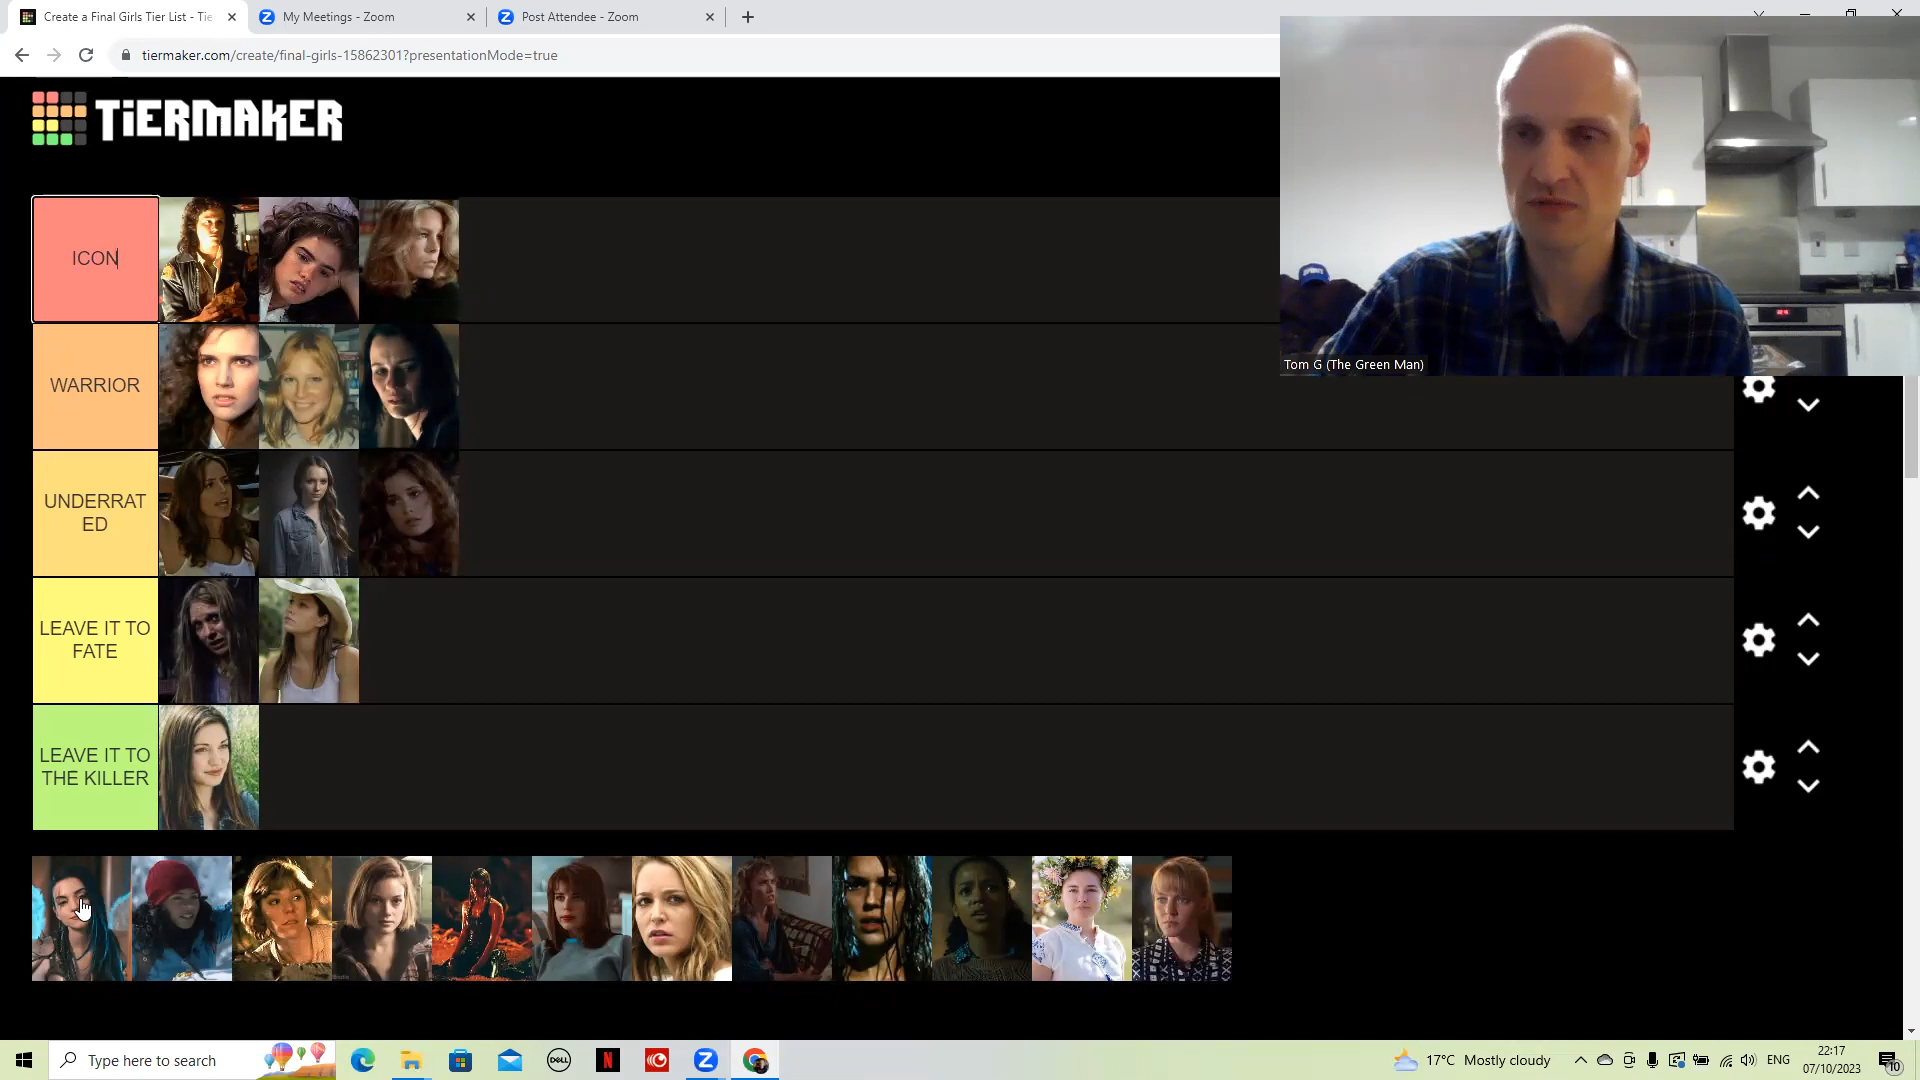 Create a Final Girls Tier List - Tie
My Meetings - Zoom
Post Attendee - Zoom
tiermaker.com/create/final-girls-15862301?presentationMode=true
TiERMAKER
ICON
WARRIOR
UNDERRAT
ED
LEAVE IT TO
FATE
LEAVE IT TO
THE KILLER
Tom G (The Green Man)
Type here to search
DELL
N
17°C Mostly cloudy
ENG
22:17
07/10/2023
10